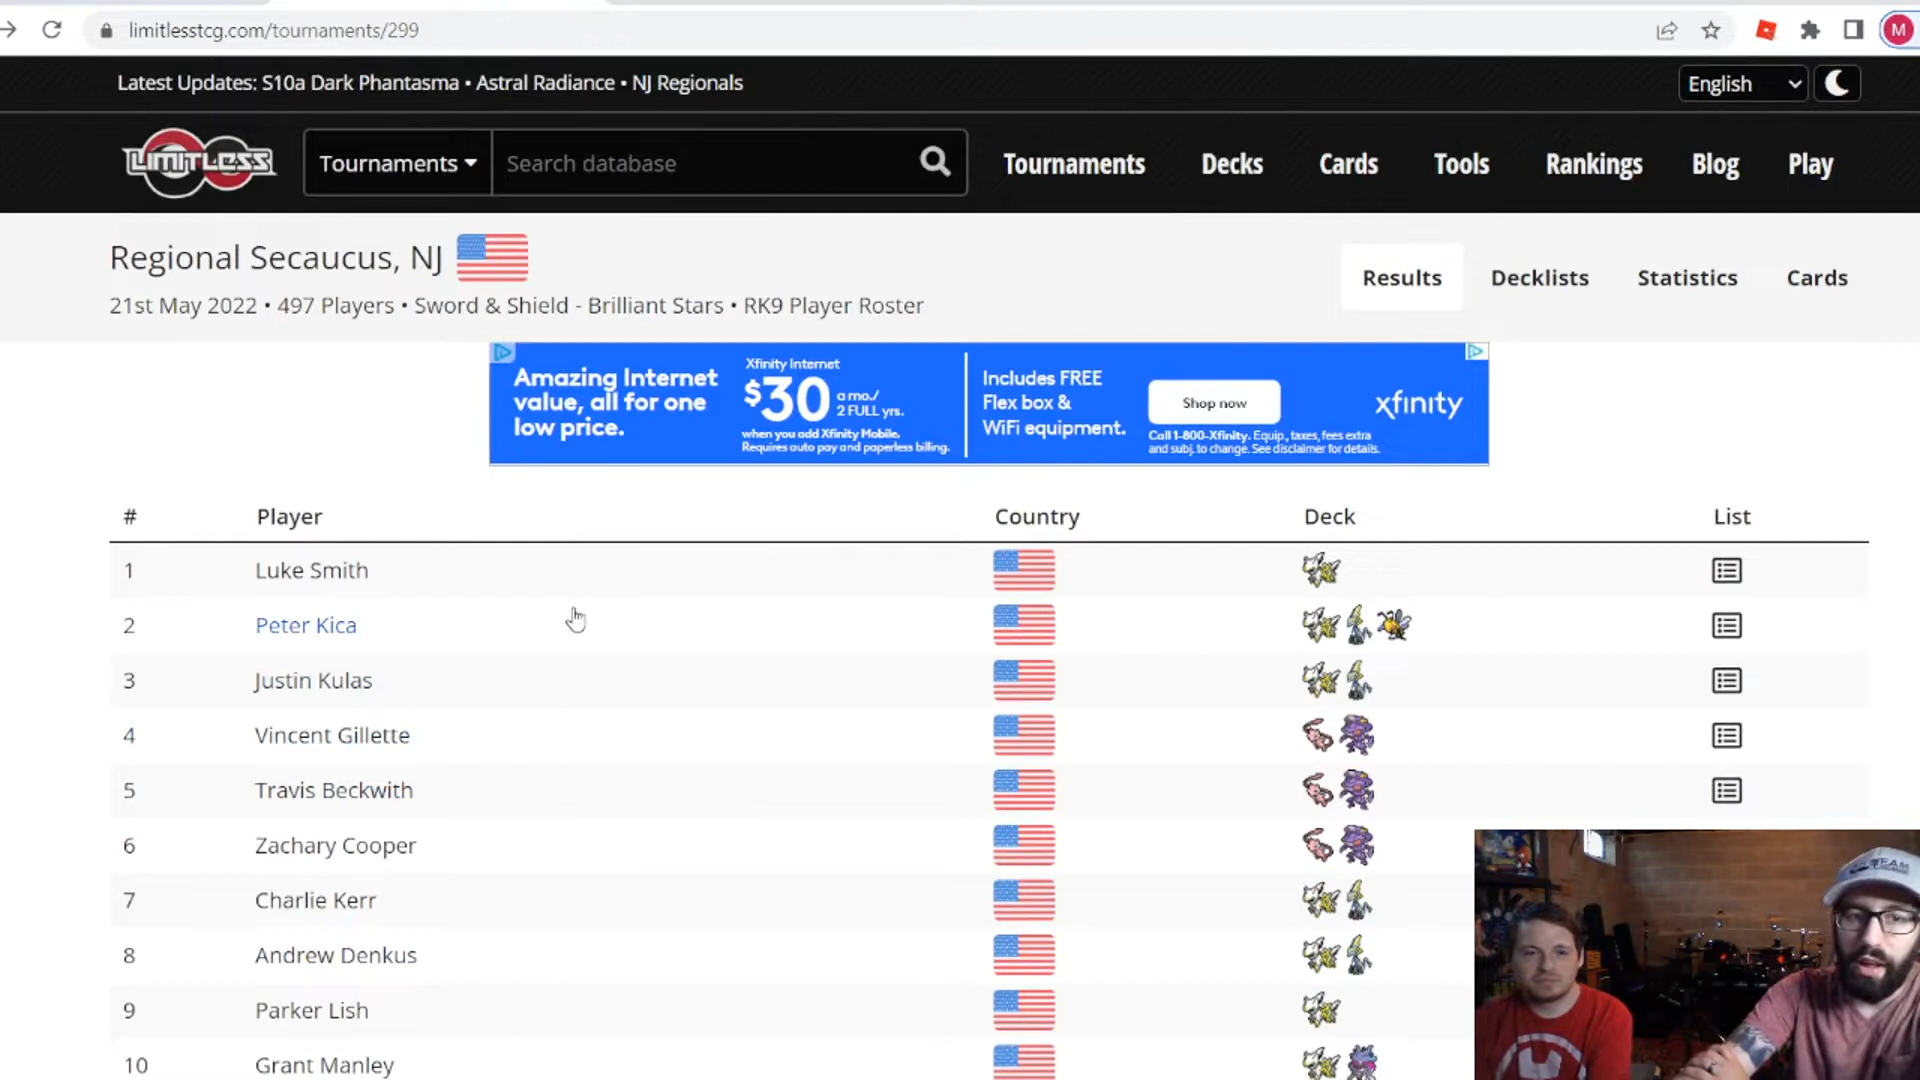 limitlesstcg.com/tournaments/299
M
Latest Updates: S10a Dark Phantasma • Astral Radiance • NJ Regionals
English
LIMITLESS
Tournaments
Search database
Tournaments
Decks
Cards
Tools
Rankings
Blog
Play
Regional Secaucus, NJ
21st May 2022 • 497 Players • Sword & Shield - Brilliant Stars • RK9 Player Roster
Results
Decklists
Statistics
Cards
Amazing Internet
value, all for one
low price.
Xfinity Internet
$30 a mo./
2 FULL yrs.
when you add Xfinity Mobile.
Requires auto pay and paperless billing.
Includes FREE
Flex box &
WiFi equipment.
Shop now
Call 1-800-Xfinity. Equip., taxes, fees extra
and subj. to change. See disclaimer for details.
xfinity
# Player Country Deck List
1 Luke Smith
2 Peter Kica
3 Justin Kulas
4 Vincent Gillette
5 Travis Beckwith
6 Zachary Cooper
7 Charlie Kerr
8 Andrew Denkus
9 Parker Lish
10 Grant Manley